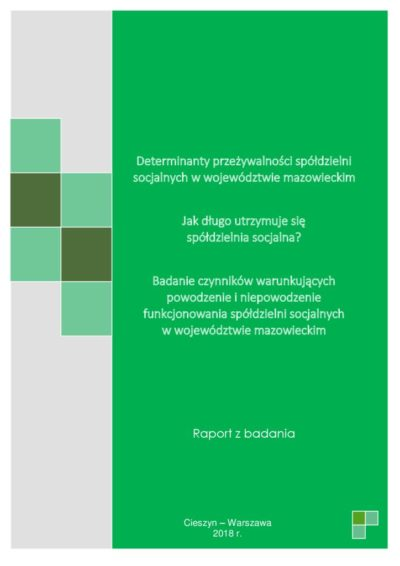 Determinanty przeżywalności spółdzielni
socjalnych w województwie mazowieckim
Jak długo utrzymuje się
spółdzielnia socjalna?
Badanie czynników warunkujących
powodzenie i niepowodzenie
funkcjonowania spółdzielni socjalnych
w województwie mazowieckim
Raport z badania
Cieszyn – Warszawa
2018 r.